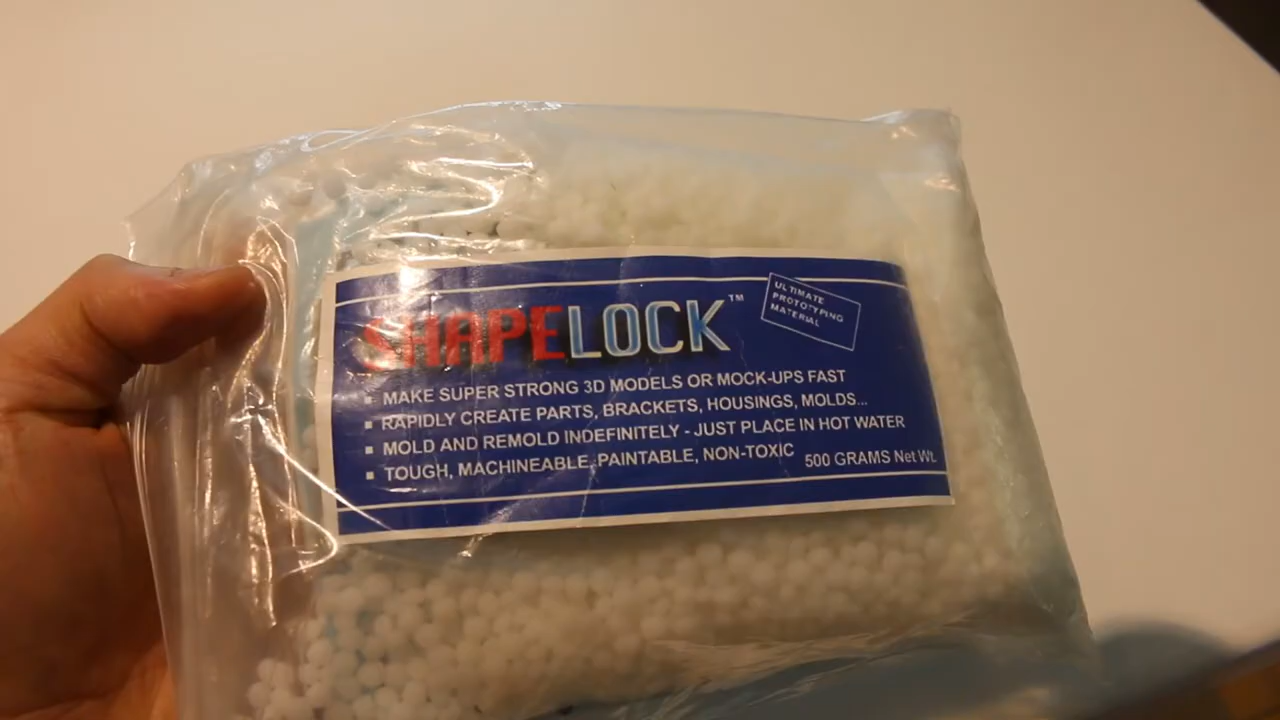 SHAPELOCK™
ULTIMATE
PROTOTYPING
MATERIAL
▪ MAKE SUPER STRONG 3D MODELS OR MOCK-UPS FAST
▪ RAPIDLY CREATE PARTS, BRACKETS, HOUSINGS, MOLDS...
▪ MOLD AND REMOLD INDEFINITELY - JUST PLACE IN HOT WATER
▪ TOUGH, MACHINEABLE, PAINTABLE, NON-TOXIC
500 GRAMS Net Wt.